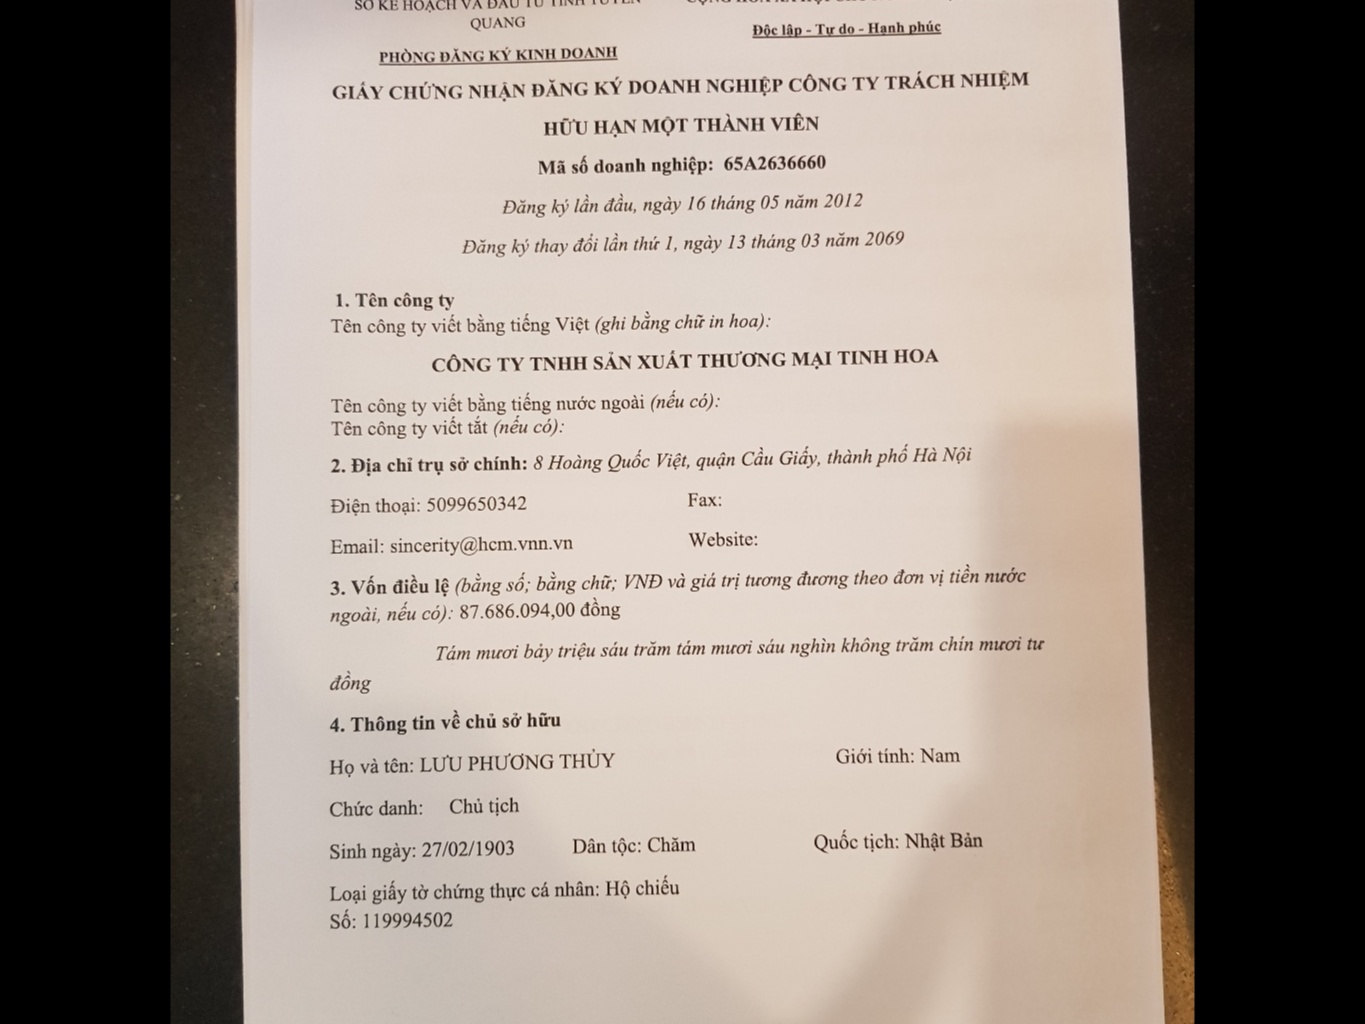 SỞ KẾ HOẠCH VÀ ĐẦU TƯ TỈNH TUYÊN
QUANG
Độc lập - Tự do - Hạnh phúc
PHÒNG ĐĂNG KÝ KINH DOANH
GIẤY CHỨNG NHẬN ĐĂNG KÝ DOANH NGHIỆP CÔNG TY TRÁCH NHIỆM
HỮU HẠN MỘT THÀNH VIÊN
Mã số doanh nghiệp: 65A2636660
Đăng ký lần đầu, ngày 16 tháng 05 năm 2012
Đăng ký thay đổi lần thứ 1, ngày 13 tháng 03 năm 2069
1. Tên công ty
Tên công ty viết bằng tiếng Việt (ghi bằng chữ in hoa):
CÔNG TY TNHH SẢN XUẤT THƯƠNG MẠI TINH HOA
Tên công ty viết bằng tiếng nước ngoài (nếu có):
Tên công ty viết tắt (nếu có):
2. Địa chỉ trụ sở chính: 8 Hoàng Quốc Việt, quận Cầu Giấy, thành phố Hà Nội
Điện thoại: 5099650342 Fax:
Email: sincerity@hcm.vnn.vn Website:
3. Vốn điều lệ (bằng số; bằng chữ; VNĐ và giá trị tương đương theo đơn vị tiền nước
ngoài, nếu có): 87.686.094,00 đồng
Tám mươi bảy triệu sáu trăm tám mươi sáu nghìn không trăm chín mươi tư
đồng
4. Thông tin về chủ sở hữu
Họ và tên: LƯU PHƯƠNG THỦY Giới tính: Nam
Chức danh: Chủ tịch
Sinh ngày: 27/02/1903 Dân tộc: Chăm Quốc tịch: Nhật Bản
Loại giấy tờ chứng thực cá nhân: Hộ chiếu
Số: 119994502